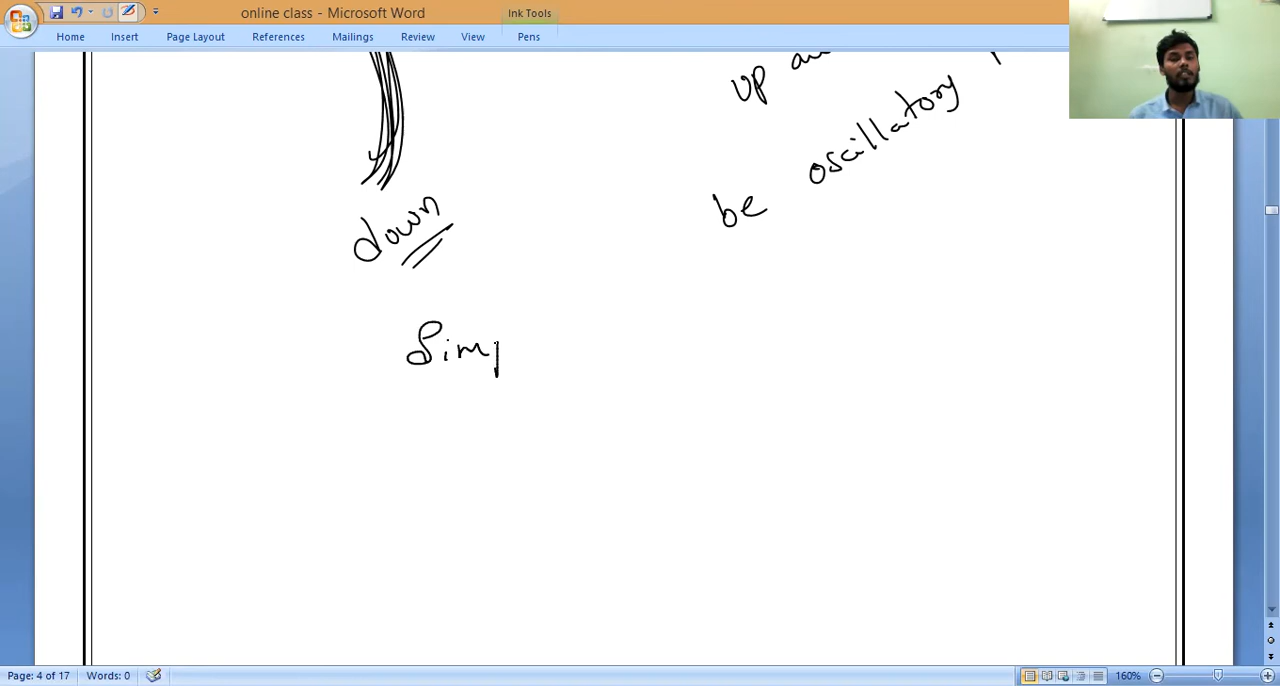 online class - Microsoft Word
Ink Tools
Home Insert Page Layout References Mailings Review View Pens
up
be oscillatory
down
Simp
Page: 4 of 17 Words: 0 160%